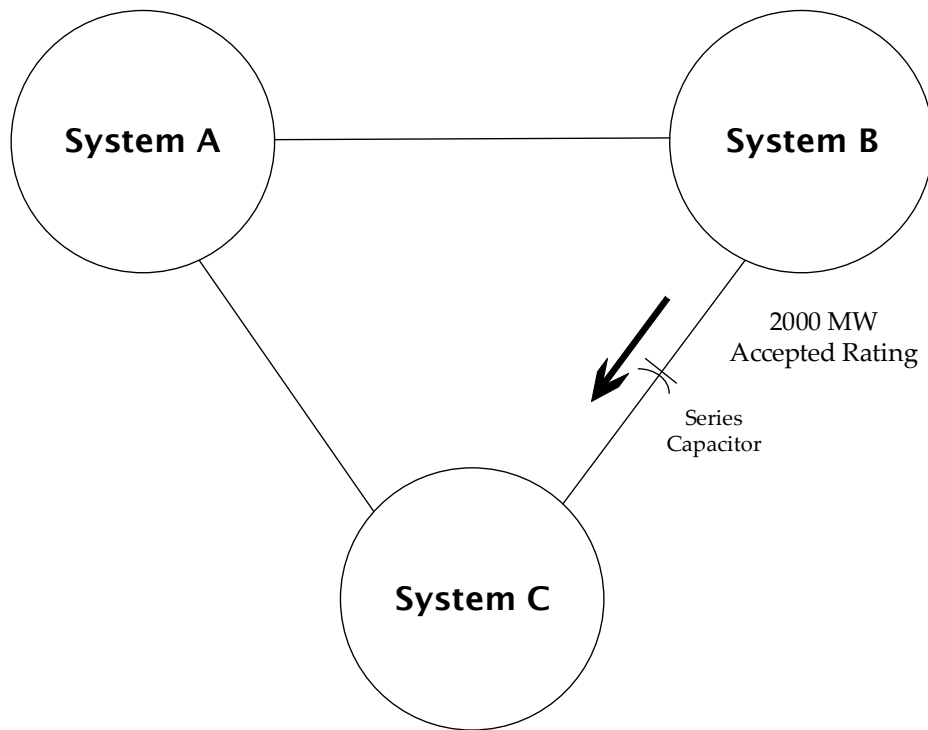 System A
System B
2000 MW
Accepted Rating
Series
Capacitor
System C